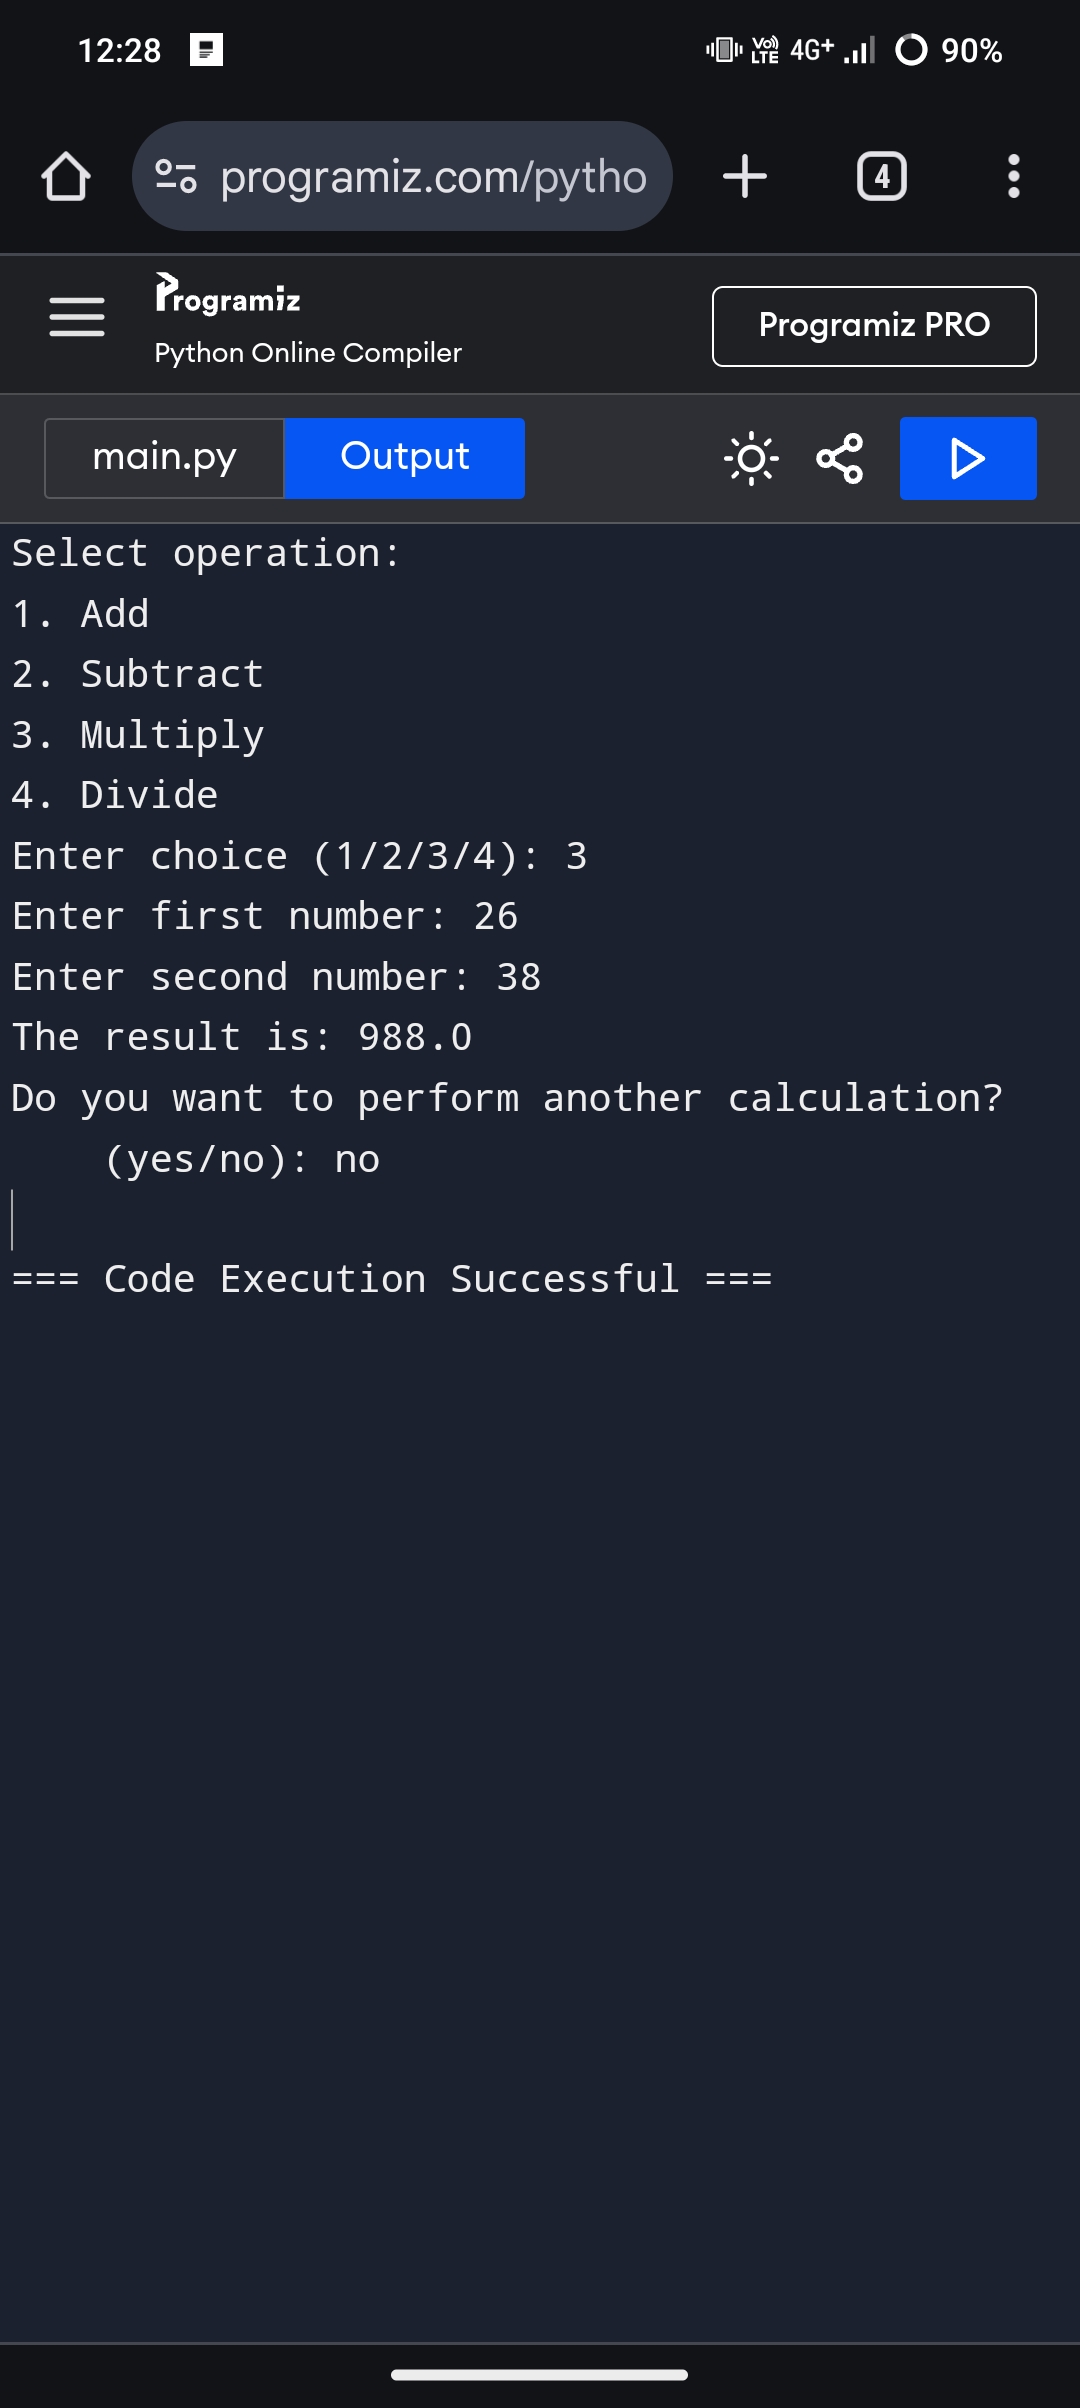 12:28 Vo) LTE 4G+ 90%
programiz.com/pytho 4
Programiz
Python Online Compiler
Programiz PRO
main.py Output
Select operation:
1. Add
2. Subtract
3. Multiply
4. Divide
Enter choice (1/2/3/4): 3
Enter first number: 26
Enter second number: 38
The result is: 988.0
Do you want to perform another calculation?
(yes/no): no
=== Code Execution Successful ===